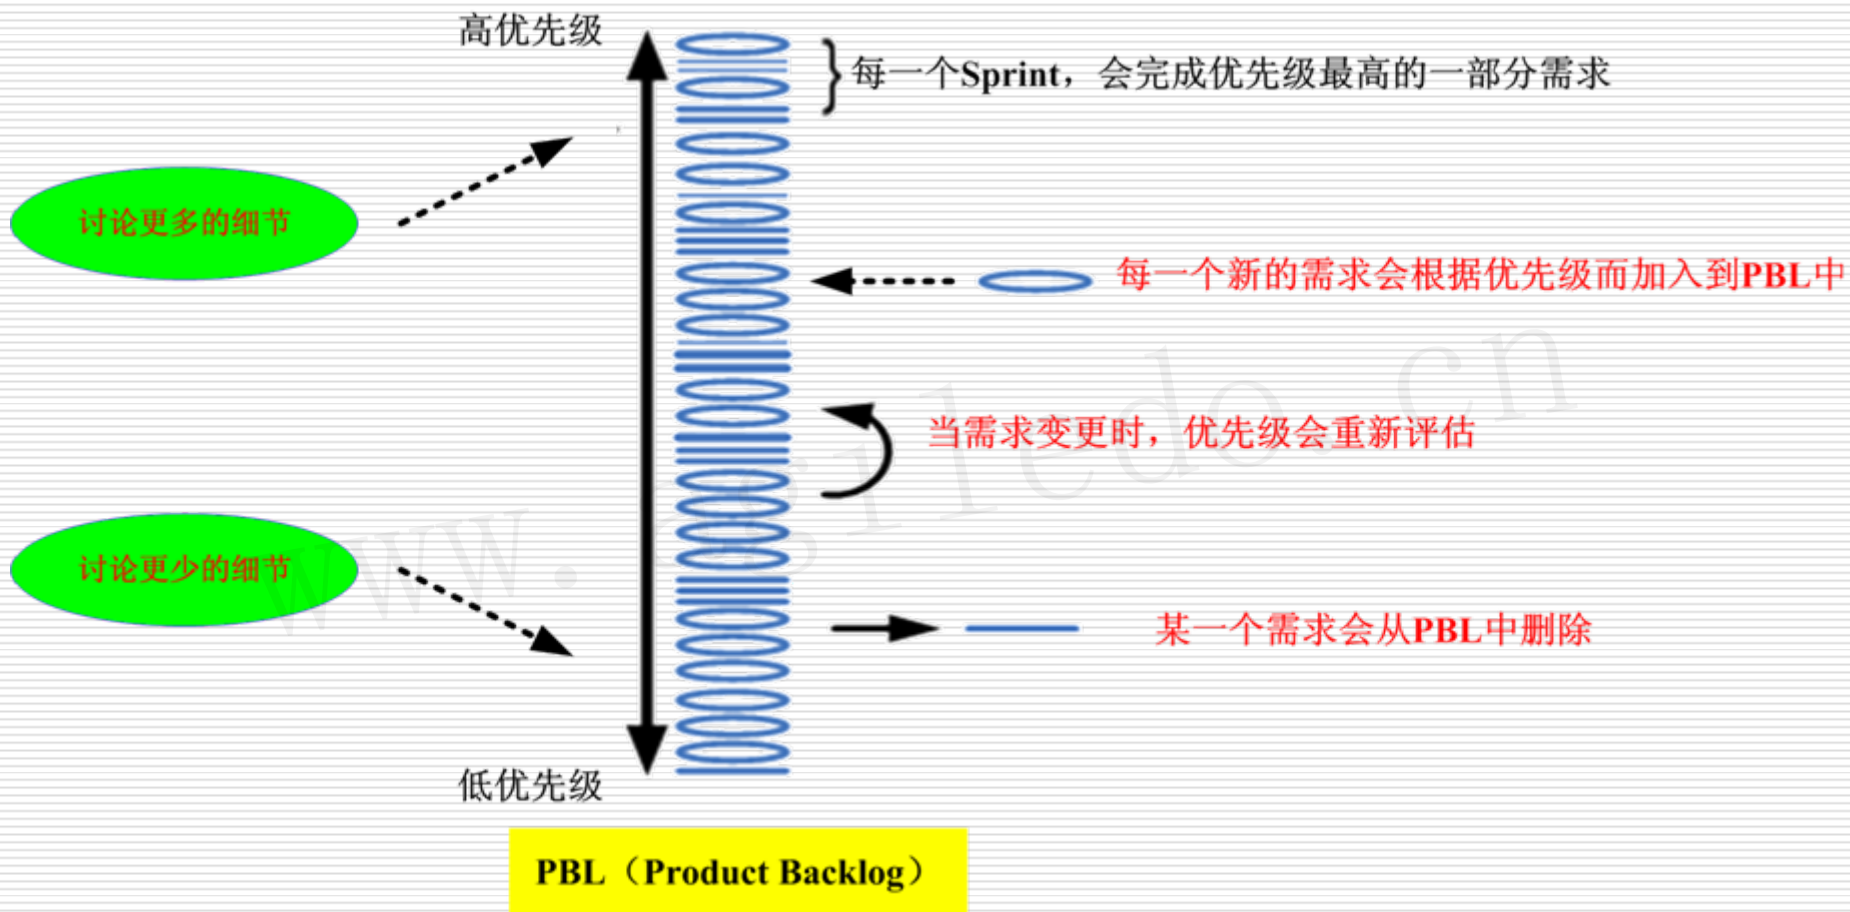 高优先级
每一个Sprint，会完成优先级最高的一部分需求
讨论更多的细节
每一个新的需求会根据优先级而加入到PBL中
当需求变更时，优先级会重新评估
www.agiledo.cn
讨论更少的细节
某一个需求会从PBL中删除
低优先级
PBL（Product Backlog）